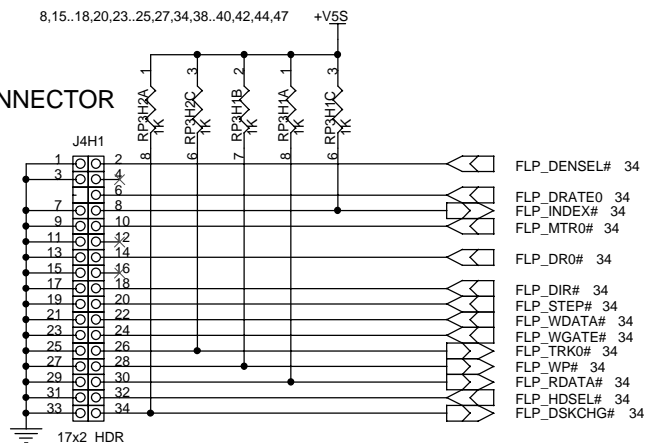 8,15..18,20,23..25,27,34,38..40,42,44,47 +V5S
NNECTOR
1 3 2 1 3
RP3H2A RP3H2C RP3H1B RP3H1A RP3H1C
1K 1K 1K 1K 1K
8 6 7 8 6
J4H1
1 2 FLP_DENSEL# 34
3 4
6 FLP_DRATE0 34
7 8 FLP_INDEX# 34
9 10 FLP_MTR0# 34
11 12
13 14 FLP_DR0# 34
15 16
17 18 FLP_DIR# 34
19 20 FLP_STEP# 34
21 22 FLP_WDATA# 34
23 24 FLP_WGATE# 34
25 26 FLP_TRK0# 34
27 28 FLP_WP# 34
29 30 FLP_RDATA# 34
31 32 FLP_HDSEL# 34
33 34 FLP_DSKCHG# 34
17x2_HDR